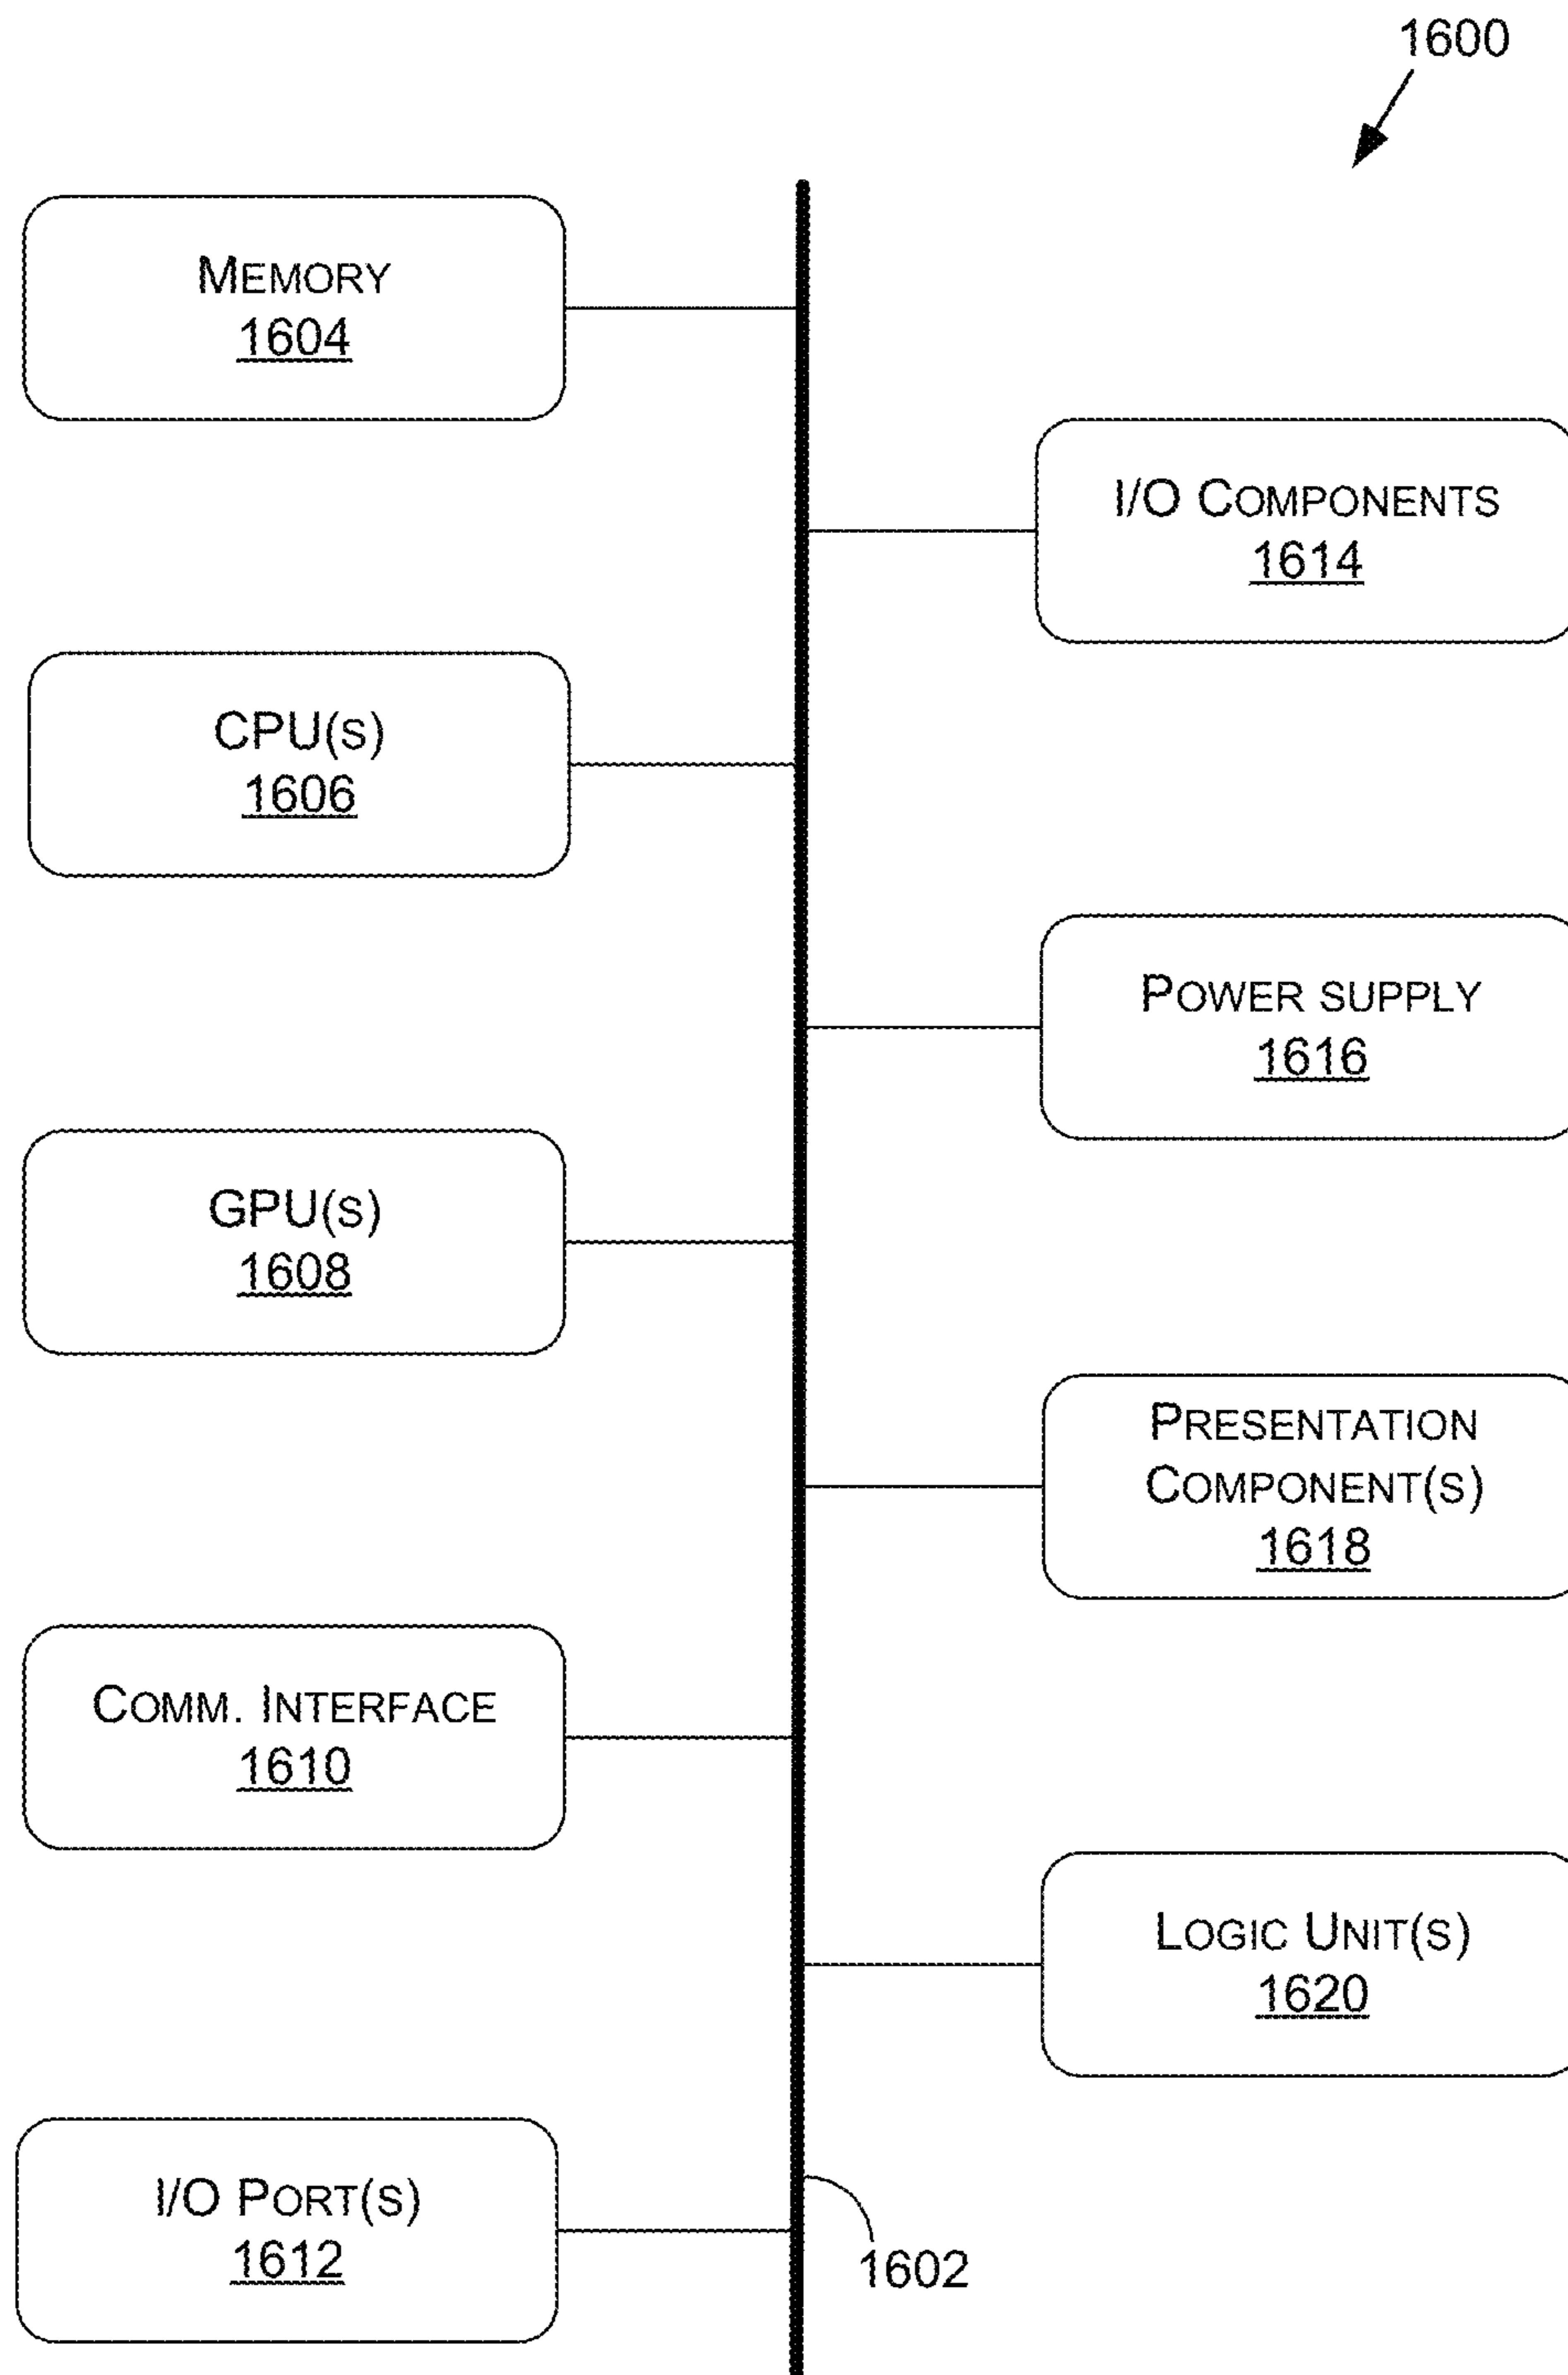 1600
MEMORY
1604
I/O COMPONENTS
1614
CPU(S)
1606
POWER SUPPLY
1616
GPU(S)
1608
PRESENTATION
COMPONENT(S)
1618
COMM. INTERFACE
1610
LOGIC UNIT(S)
1620
I/O PORT(S)
1612
1602